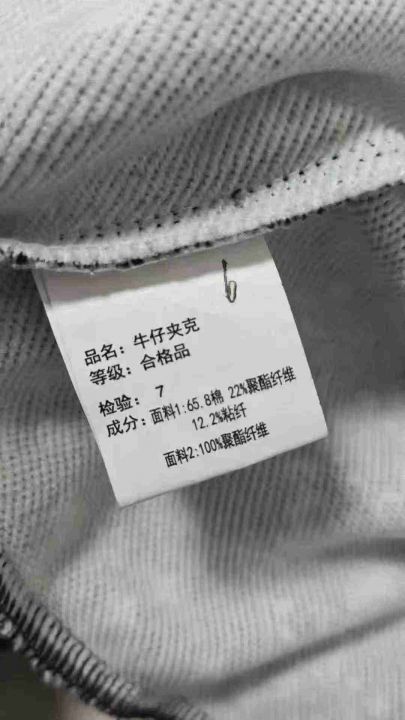 品名：牛仔夹克
等级：合格品
检验： 7
成分：面料1:65.8棉 22%聚酯纤维
12.2%粘纤
面料2:100%聚酯纤维